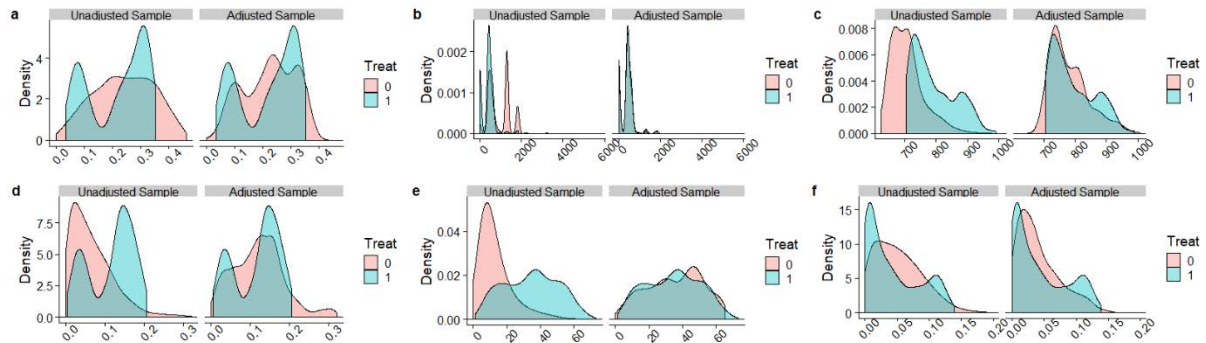 a
Unadjusted Sample Adjusted Sample
Density
4
2
0
0.0 0.1 0.2 0.3 0.4 0.0 0.1 0.2 0.3 0.4
Treat
0
1
b
Unadjusted Sample Adjusted Sample
Density
0.002
0.001
0.000
0 2000 4000 6000 0 2000 4000 6000
Treat
0
1
c
Unadjusted Sample Adjusted Sample
Density
0.008
0.006
0.004
0.002
0.000
700 800 900 1000 700 800 900 1000
Treat
0
1
d
Unadjusted Sample Adjusted Sample
Density
7.5
5.0
2.5
0.0
0.0 0.1 0.2 0.3 0.0 0.1 0.2 0.3
Treat
0
1
e
Unadjusted Sample Adjusted Sample
Density
0.04
0.02
0.00
0 20 40 60 0 20 40 60
Treat
0
1
f
Unadjusted Sample Adjusted Sample
Density
15
10
5
0
0.00 0.05 0.10 0.15 0.20 0.00 0.05 0.10 0.15 0.20
Treat
0
1